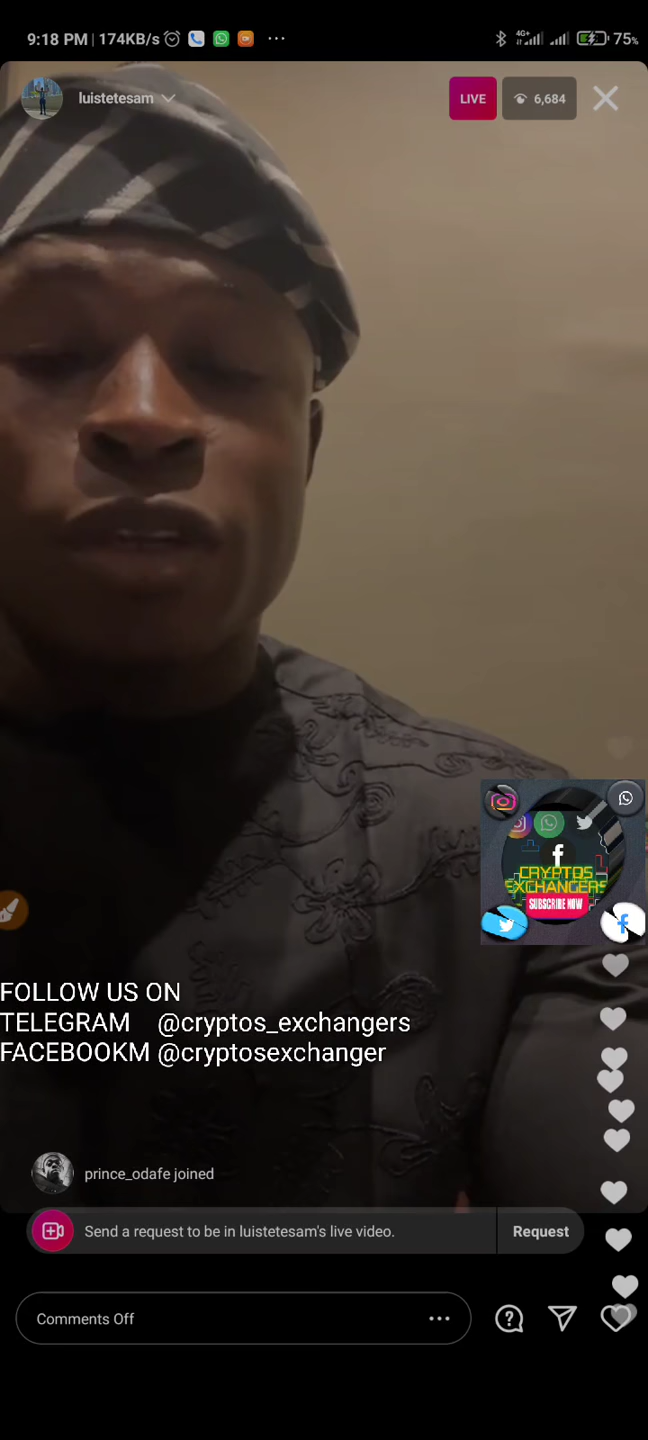 9:18 PM | 174KB/s ...
4G+
75%
luistetesam
LIVE
6,684
CRYPTOS
EXCHANGERS
SUBSCRIBE NOW
FOLLOW US ON
TELEGRAM @cryptos_exchangers
FACEBOOKM @cryptosexchanger
prince_odafe joined
Send a request to be in luistetesam's live video.
Request
Comments Off